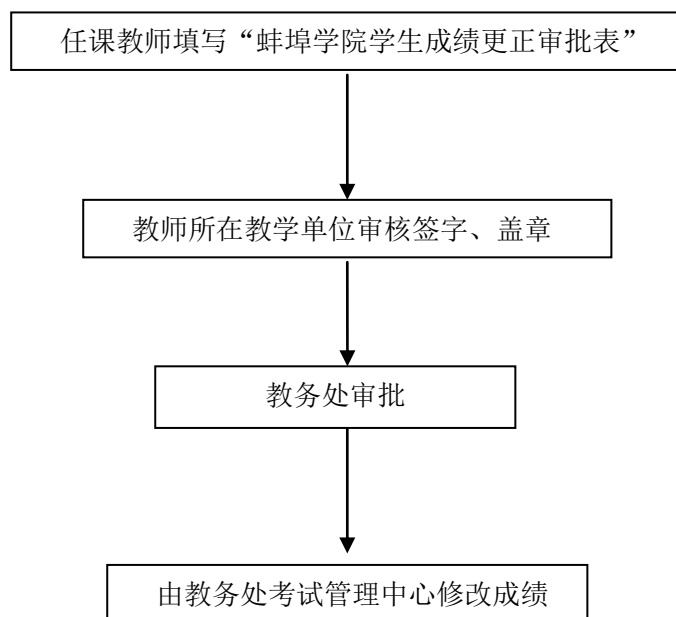 任课教师填写“蚌埠学院学生成绩更正审批表”
教师所在教学单位审核签字、盖章
教务处审批
由教务处考试管理中心修改成绩